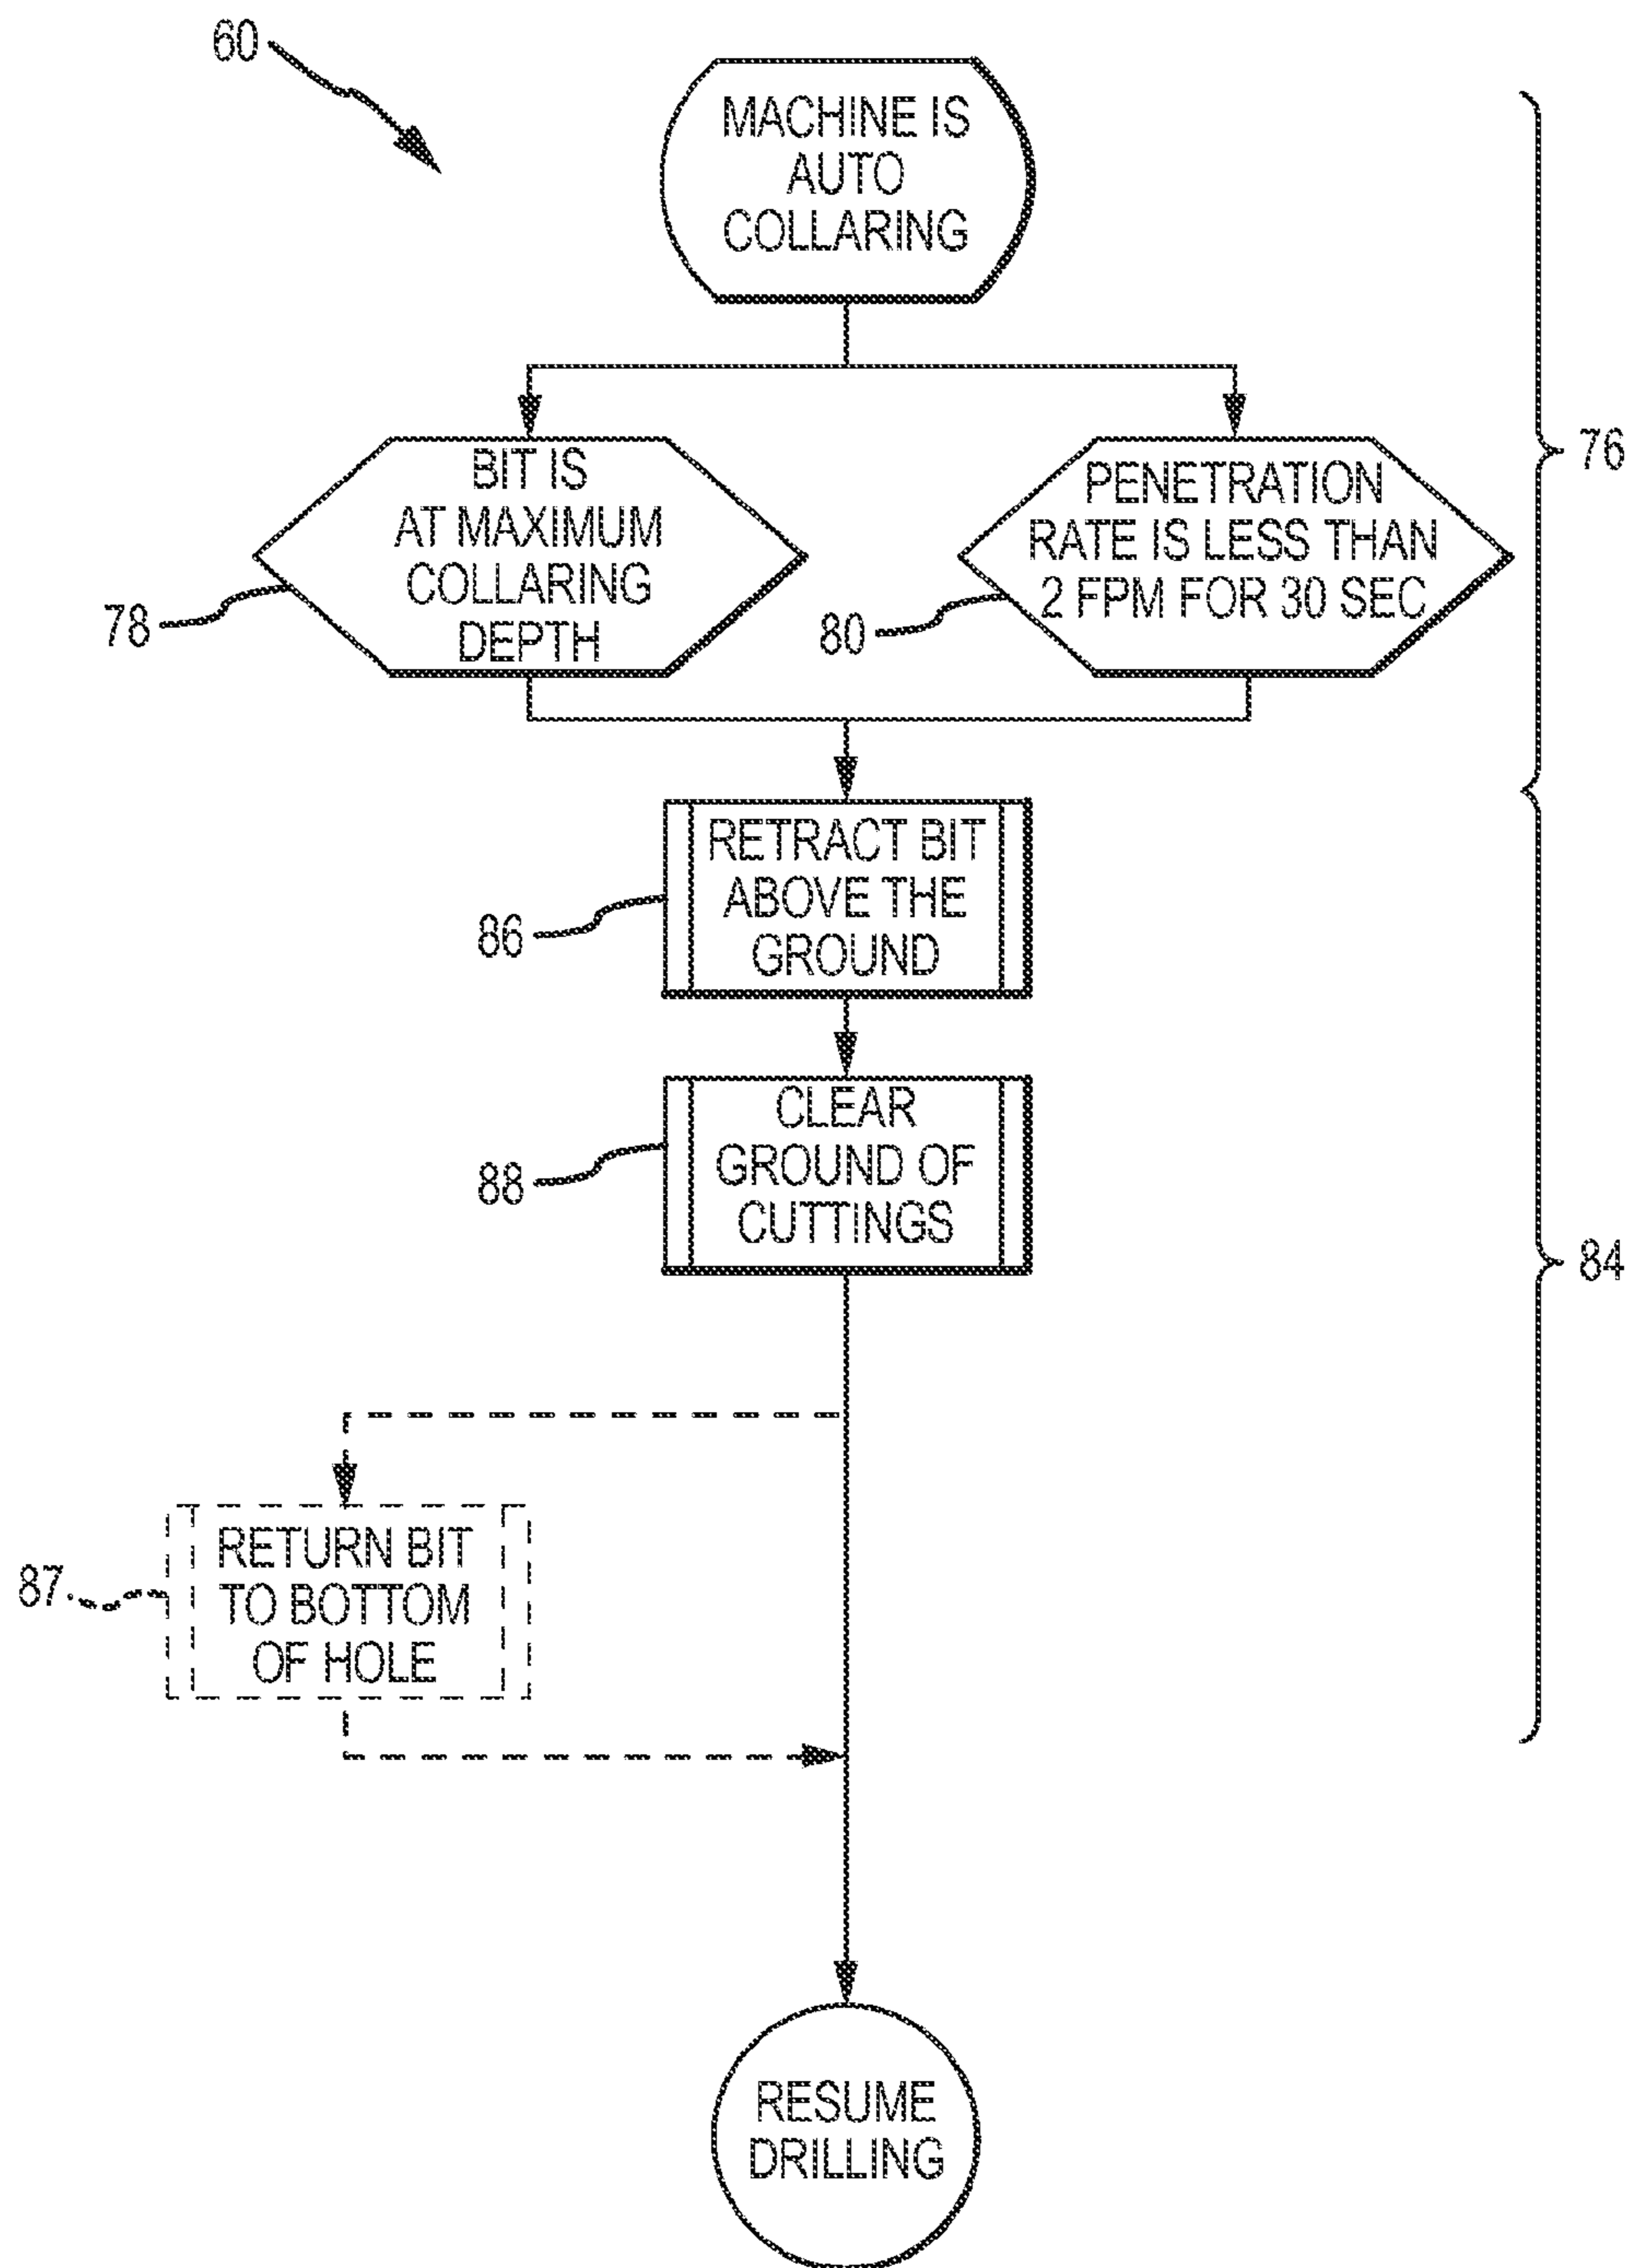 60
MACHINE IS
AUTO
COLLARING
BIT IS
AT MAXIMUM
COLLARING
DEPTH
78
PENETRATION
RATE IS LESS THAN
2 FPM FOR 30 SEC
80
76
RETRACT BIT
ABOVE THE
GROUND
86
CLEAR
GROUND OF
CUTTINGS
88
84
RETURN BIT
TO BOTTOM
OF HOLE
87
RESUME
DRILLING